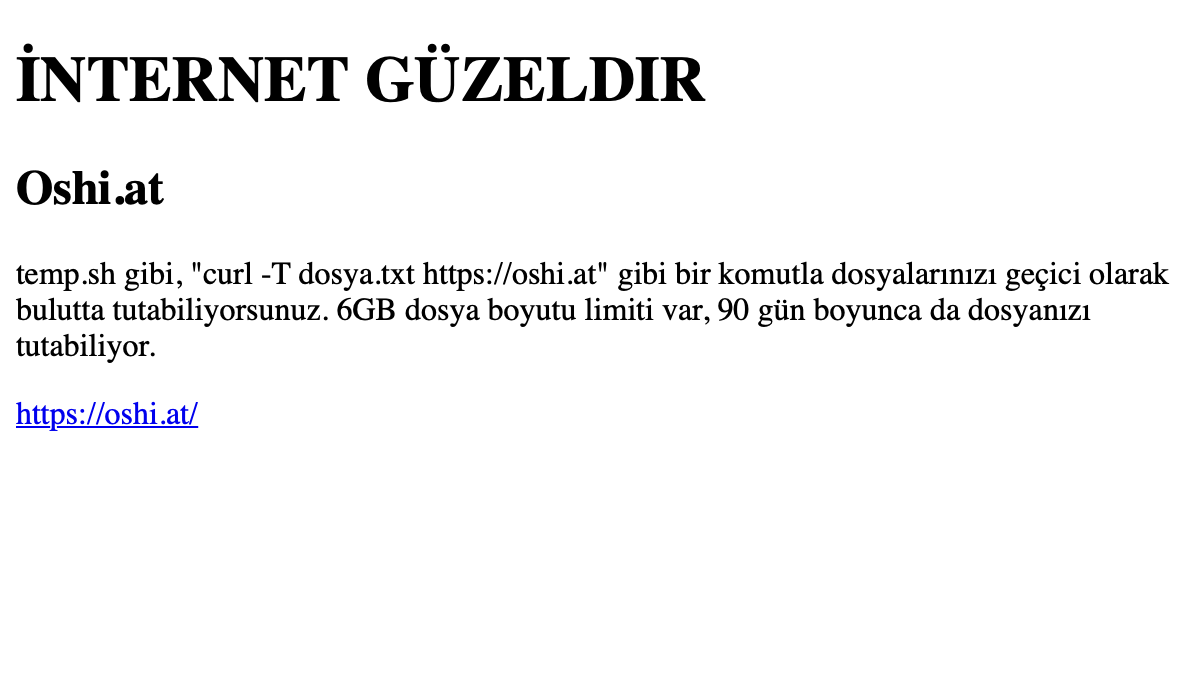 İNTERNET GÜZELDIR
Oshi.at
temp.sh gibi, "curl -T dosya.txt https://oshi.at" gibi bir komutla dosyalarınızı geçici olarak
bulutta tutabiliyorsunuz. 6GB dosya boyutu limiti var, 90 gün boyunca da dosyanızı
tutabiliyor.
https://oshi.at/